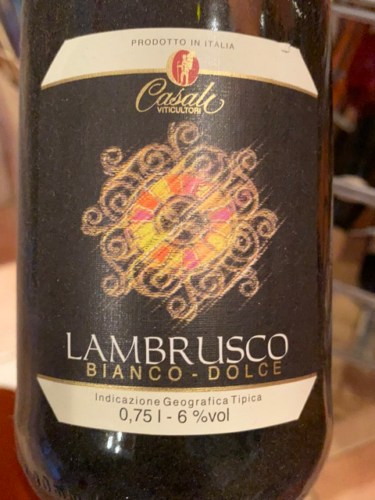 PRODOTTO IN ITALIA
Casali
VITICULTORI
LAMBRUSCO
BIANCO - DOLCE
Indicazione Geografica Tipica
0,75 l - 6 %vol